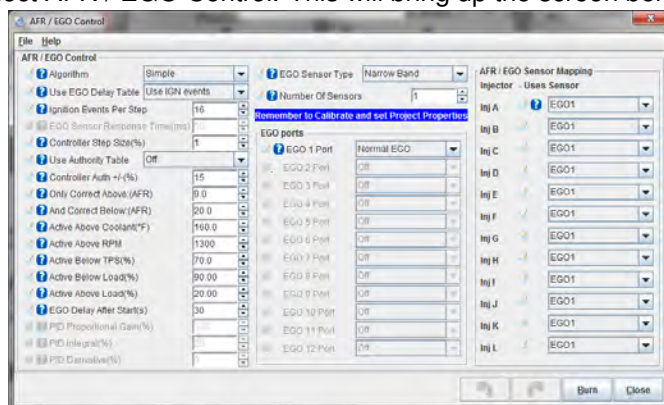 AFR / EGO Control
File Help
AFR / EGO Control
Algorithm Simple
Use EGO Delay Table Use IGN events
Ignition Events Per Step 16
EGO Sensor Response Time(ms)
Controller Step Size(%) 1
Use Authority Table Off
Controller Auth +/-(%) 15
Only Correct Above:(AFR) 9.0
And Correct Below:(AFR) 20.0
Active Above Coolant(°F) 160.0
Active Above RPM 1300
Active Below TPS(%) 70.0
Active Below Load(%) 90.00
Active Above Load(%) 20.00
EGO Delay After Start(s) 30
PID Proportional Gain(%)
PID Integral(%)
PID Derivative(%)
EGO Sensor Type Narrow Band
Number Of Sensors 1
Remember to Calibrate and set Project Properties
EGO ports
EGO 1 Port Normal EGO
EGO 2 Port Off
EGO 3 Port Off
EGO 4 Port Off
EGO 5 Port Off
EGO 6 Port Off
EGO 7 Port Off
EGO 8 Port Off
EGO 9 Port Off
EGO 10 Port Off
EGO 11 Port Off
EGO 12 Port Off
AFR / EGO Sensor Mapping
Injector - Uses Sensor
Inj A EGO1
Inj B EGO1
Inj C EGO1
Inj D EGO1
Inj E EGO1
Inj F EGO1
Inj G EGO1
Inj H EGO1
Inj I EGO1
Inj J EGO1
Inj K EGO1
Inj L EGO1
Burn Close